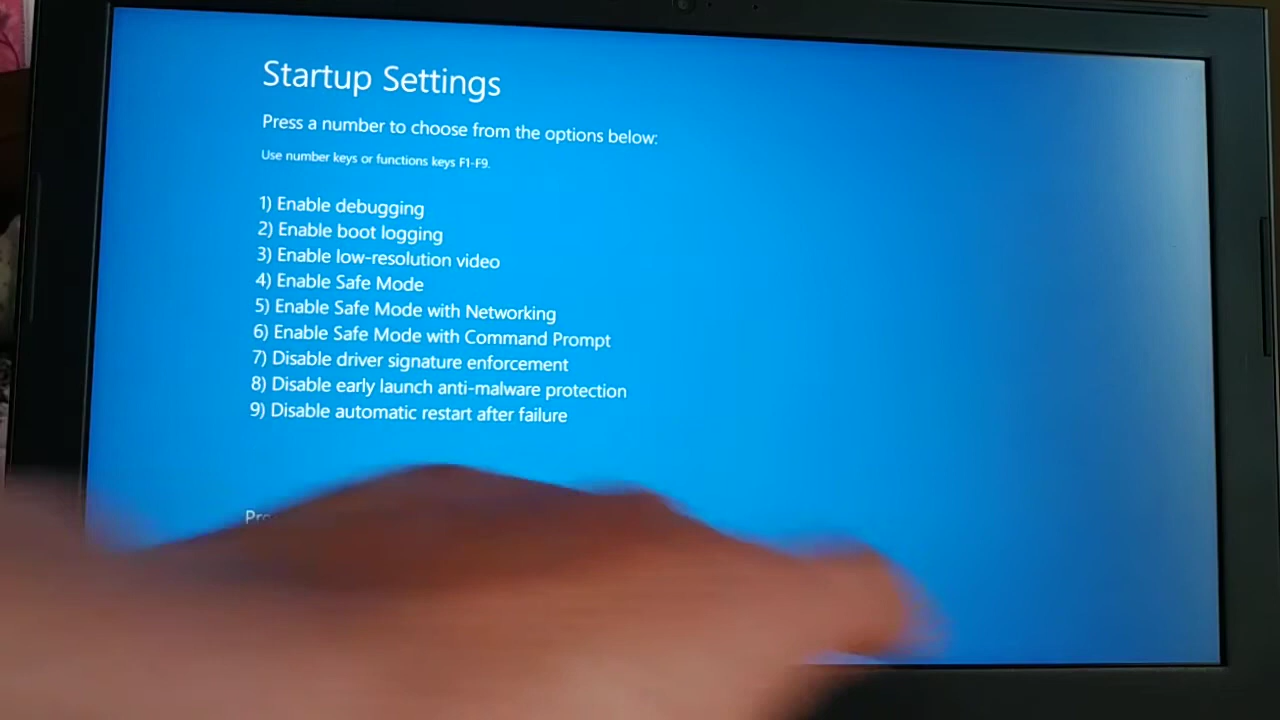 Startup Settings
Press a number to choose from the options below:
Use number keys or functions keys F1-F9.
1) Enable debugging
2) Enable boot logging
3) Enable low-resolution video
4) Enable Safe Mode
5) Enable Safe Mode with Networking
6) Enable Safe Mode with Command Prompt
7) Disable driver signature enforcement
8) Disable early launch anti-malware protection
9) Disable automatic restart after failure